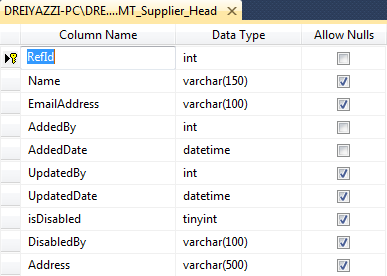 DREIYAZZI-PC\DRE....MT_Supplier_Head
Column Name Data Type Allow Nulls
RefId int
Name varchar(150)
EmailAddress varchar(100)
AddedBy int
AddedDate datetime
UpdatedBy int
UpdatedDate datetime
isDisabled tinyint
DisabledBy varchar(100)
Address varchar(500)